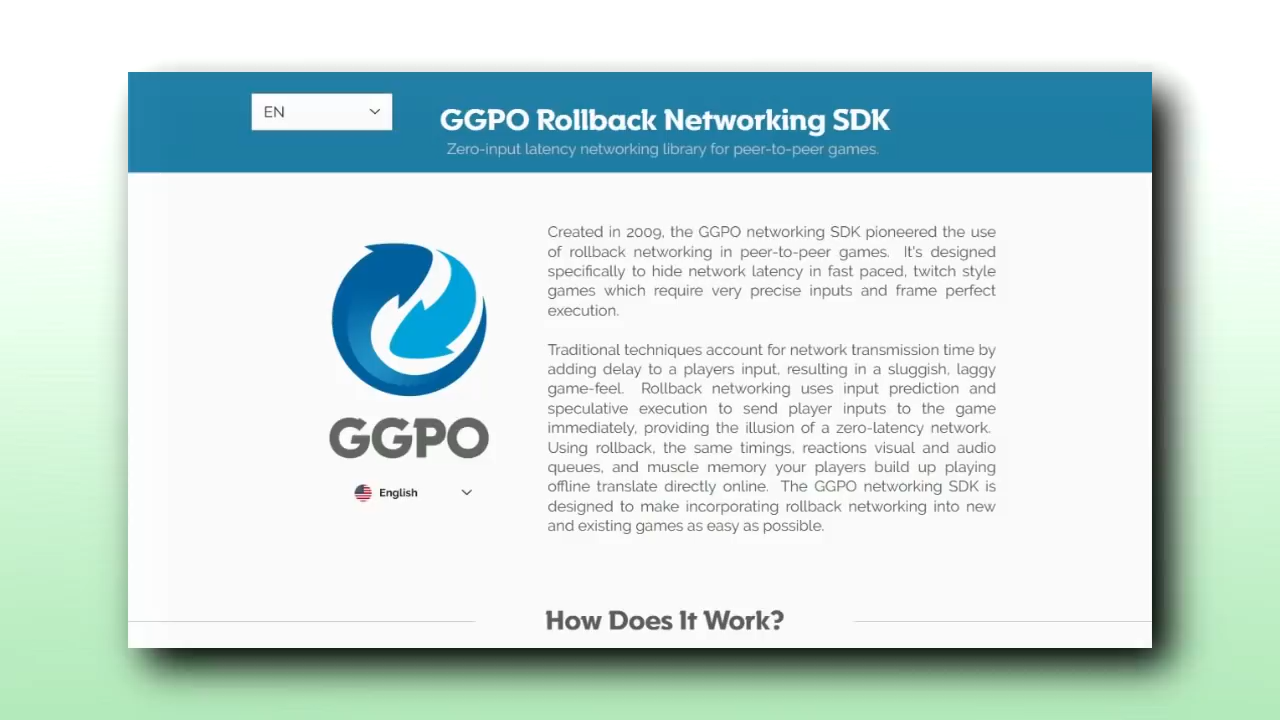 EN
GGPO Rollback Networking SDK
Zero-input latency networking library for peer-to-peer games.
Created in 2009, the GGPO networking SDK pioneered the use
of rollback networking in peer-to-peer games. It's designed
specifically to hide network latency in fast paced, twitch style
games which require very precise inputs and frame perfect
execution.
Traditional techniques account for network transmission time by
adding delay to a players input, resulting in a sluggish, laggy
game-feel. Rollback networking uses input prediction and
speculative execution to send player inputs to the game
immediately, providing the illusion of a zero-latency network.
Using rollback, the same timings, reactions visual and audio
queues, and muscle memory your players build up playing
offline translate directly online. The GGPO networking SDK is
designed to make incorporating rollback networking into new
and existing games as easy as possible.
GGPO
English
How Does It Work?